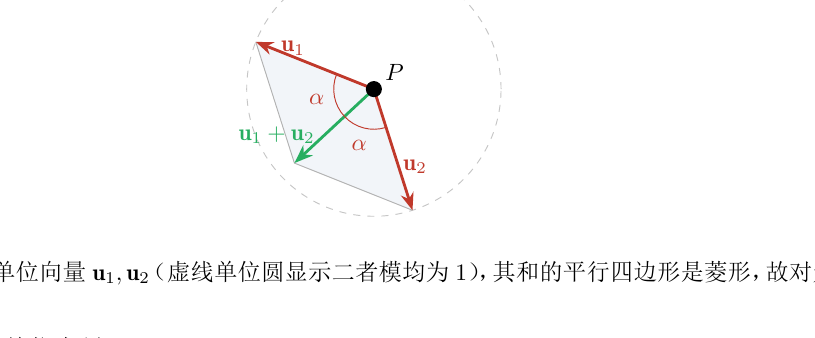 u₁
P
α
u₁ + u₂
α
u₂
单位向量 u₁, u₂（虚线单位圆显示二者模均为 1），其和的平行四边形是菱形，故对